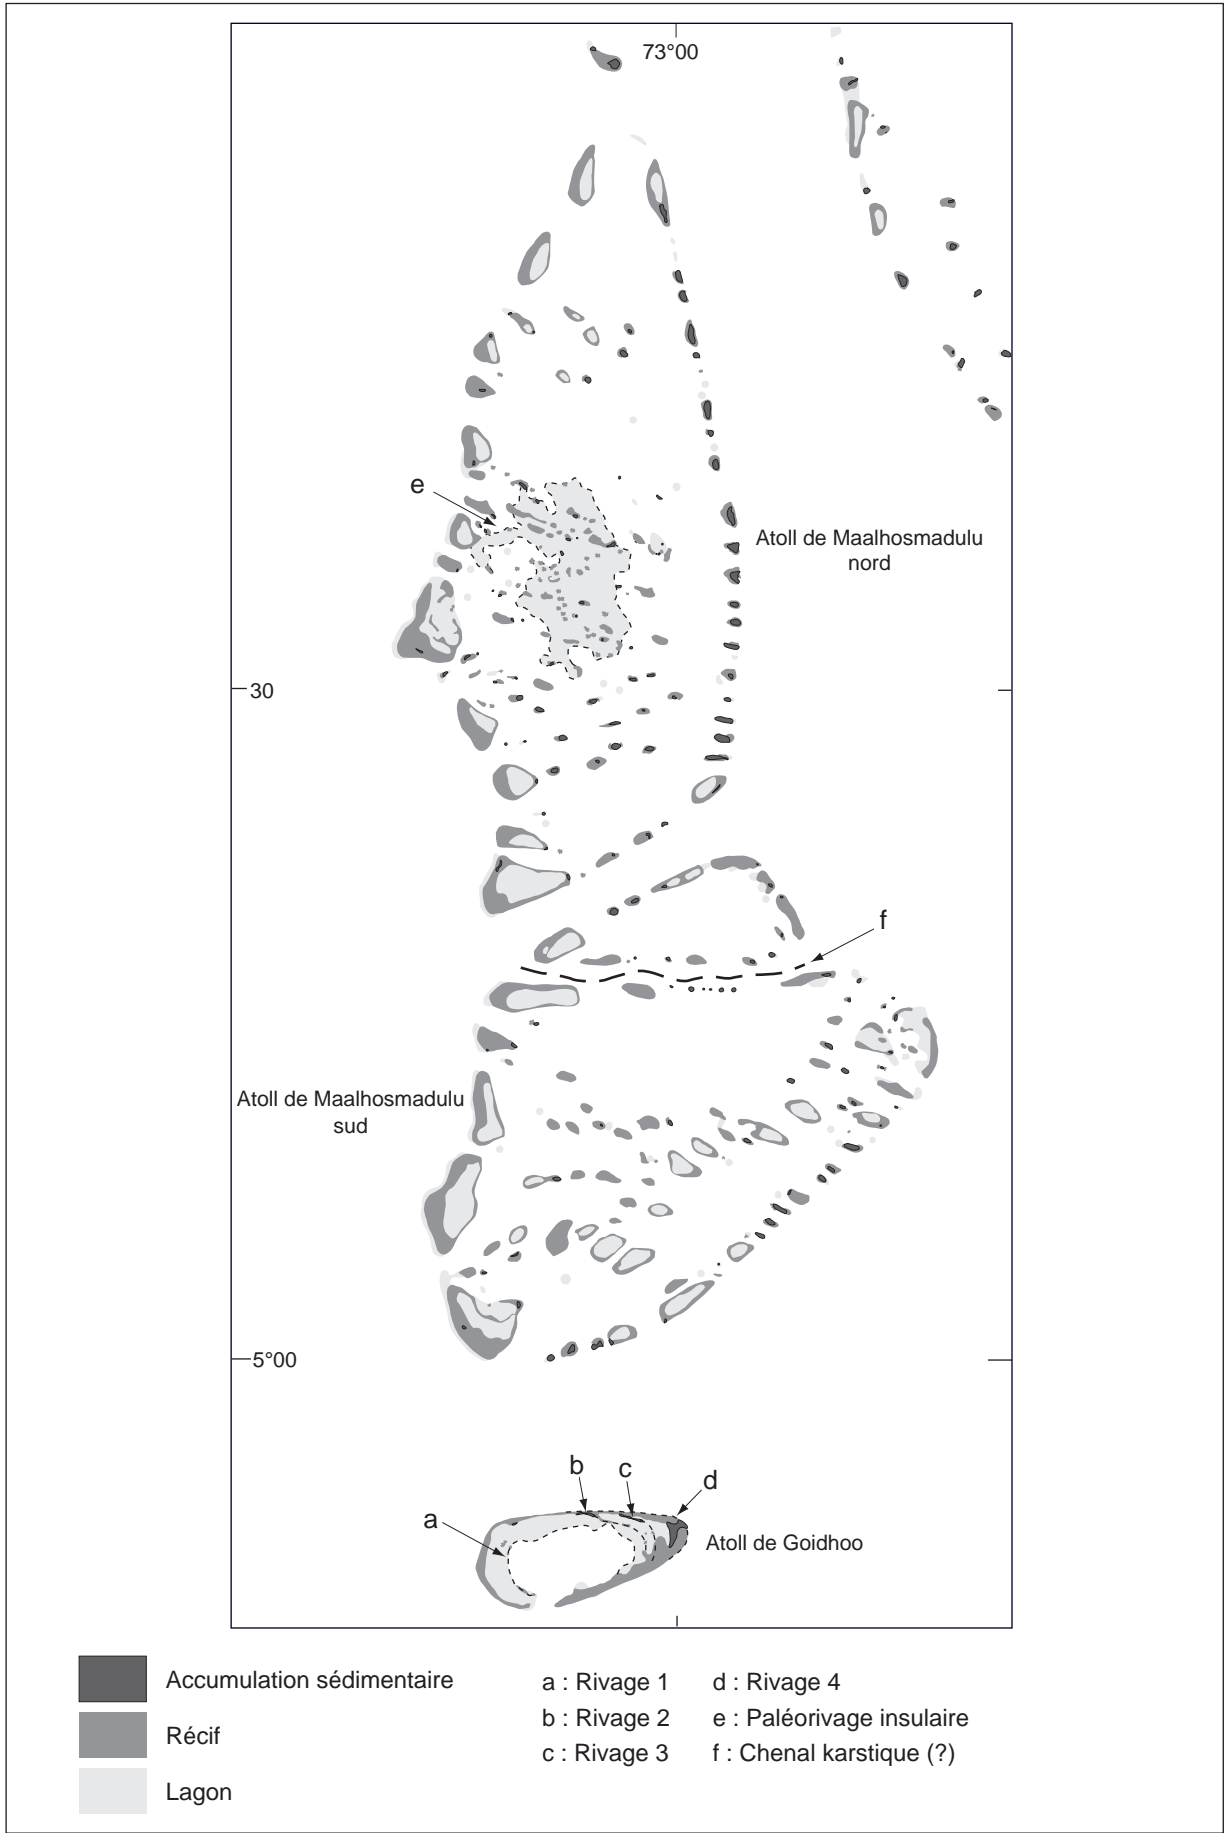 73°00
e
Atoll de Maalhosmadulu
nord
30
f
Atoll de Maalhosmadulu
sud
5°00
b
c
d
a
Atoll de Goidhoo
Accumulation sédimentaire
Récif
Lagon
a : Rivage 1
b : Rivage 2
c : Rivage 3
d : Rivage 4
e : Paléorivage insulaire
f : Chenal karstique (?)